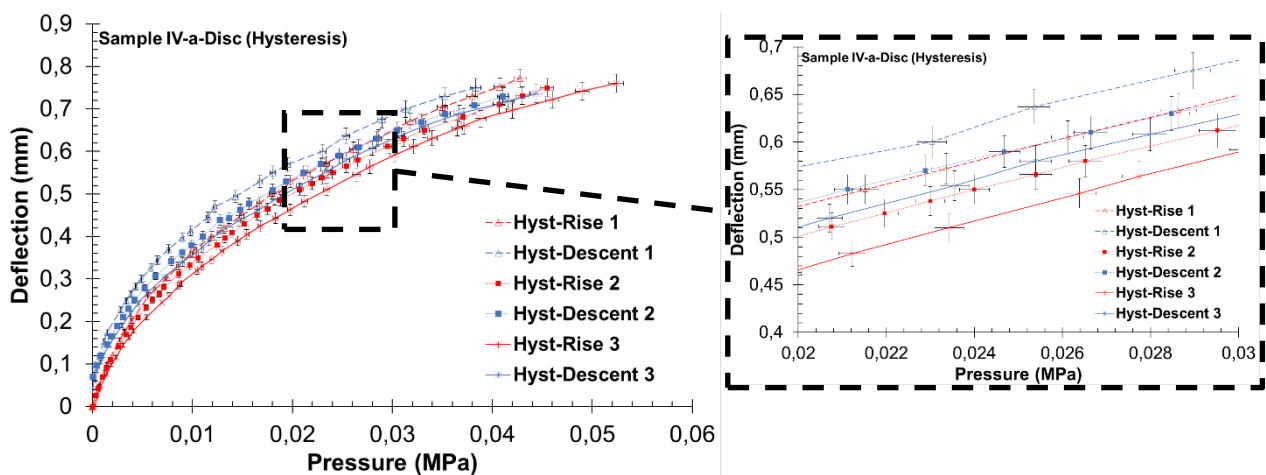 Sample IV-a-Disc (Hysteresis)
Deflection (mm)
0,9
0,8
0,7
0,6
0,5
0,4
0,3
0,2
0,1
0
0 0,01 0,02 0,03 0,04 0,05 0,06
Pressure (MPa)
Hyst-Rise 1
Hyst-Descent 1
Hyst-Rise 2
Hyst-Descent 2
Hyst-Rise 3
Hyst-Descent 3
Sample IV-a-Disc (Hysteresis)
Deflection (mm)
0,7
0,65
0,6
0,55
0,5
0,45
0,4
0,02 0,022 0,024 0,026 0,028 0,03
Pressure (MPa)
Hyst-Rise 1
Hyst-Descent 1
Hyst-Rise 2
Hyst-Descent 2
Hyst-Rise 3
Hyst-Descent 3